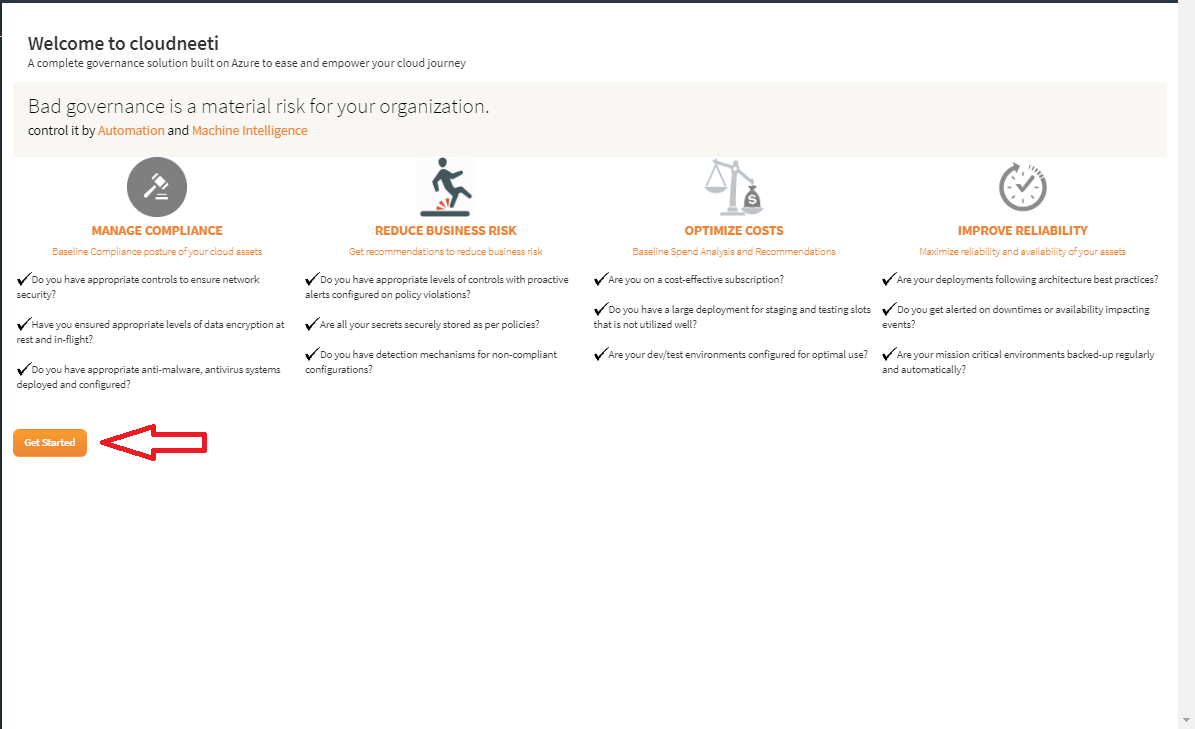 Welcome to cloudneeti
A complete governance solution built on Azure to ease and empower your cloud journey
Bad governance is a material risk for your organization.
control it by Automation and Machine Intelligence
MANAGE COMPLIANCE
Baseline Compliance posture of your cloud assets
✔Do you have appropriate controls to ensure network
security?
✔Have you ensured appropriate levels of data encryption at
rest and in-flight?
✔Do you have appropriate anti-malware, antivirus systems
deployed and configured?
REDUCE BUSINESS RISK
Get recommendations to reduce business risk
✔Do you have appropriate levels of controls with proactive
alerts configured on policy violations?
✔Are all your secrets securely stored as per policies?
✔Do you have detection mechanisms for non-compliant
configurations?
$
OPTIMIZE COSTS
Baseline Spend Analysis and Recommendations
✔Are you on a cost-effective subscription?
✔Do you have a large deployment for staging and testing slots
that is not utilized well?
✔Are your dev/test environments configured for optimal use?
IMPROVE RELIABILITY
Maximize reliability and availability of your assets
✔Are your deployments following architecture best practices?
✔Do you get alerted on downtimes or availability impacting
events?
✔Are your mission critical environments backed-up regularly
and automatically?
Get Started